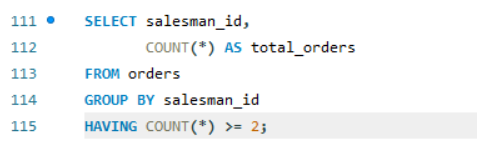 111 SELECT salesman_id,
112 COUNT(*) AS total_orders
113 FROM orders
114 GROUP BY salesman_id
115 HAVING COUNT(*) >= 2;